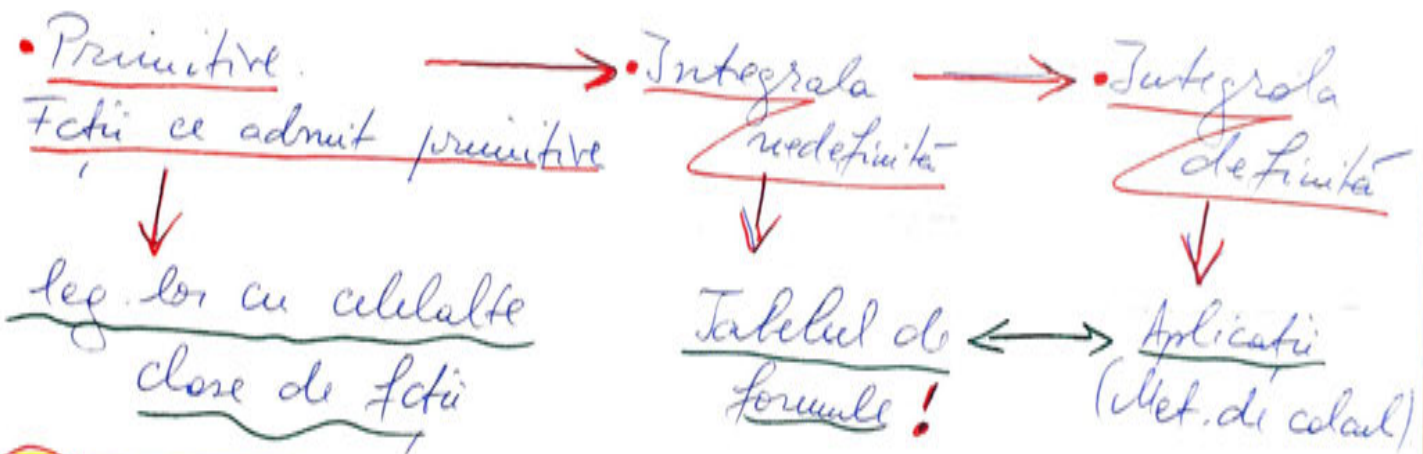 • Primitive.
Fcții ce admit primitive
• Integrala
nedefinită
• Integrala
definită
leg. lor cu celelalte
clase de fcții
Tabelul de
formule!
Aplicații
(Met. de calcul)